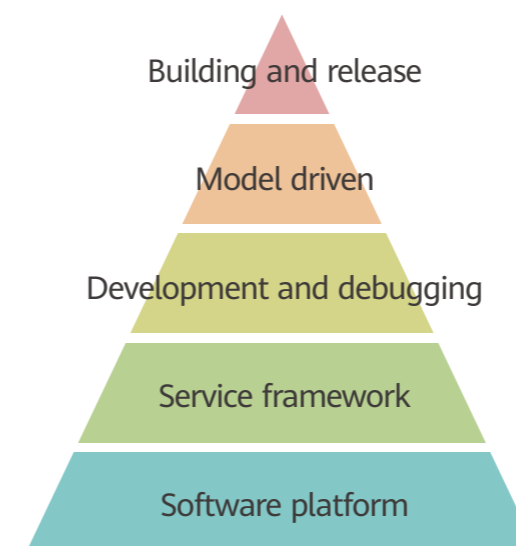 Building and release
Model driven
Development and debugging
Service framework
Software platform